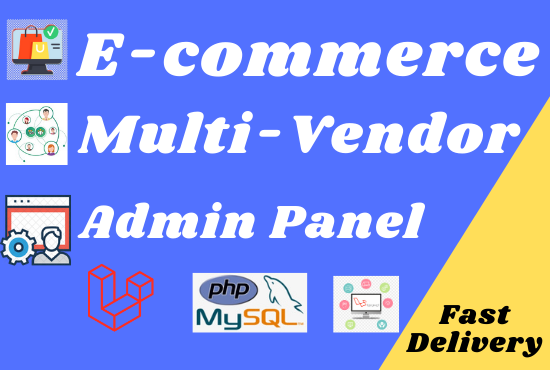 E-commerce
Multi-Vendor
Admin Panel
php
MySQL
Fast
Delivery